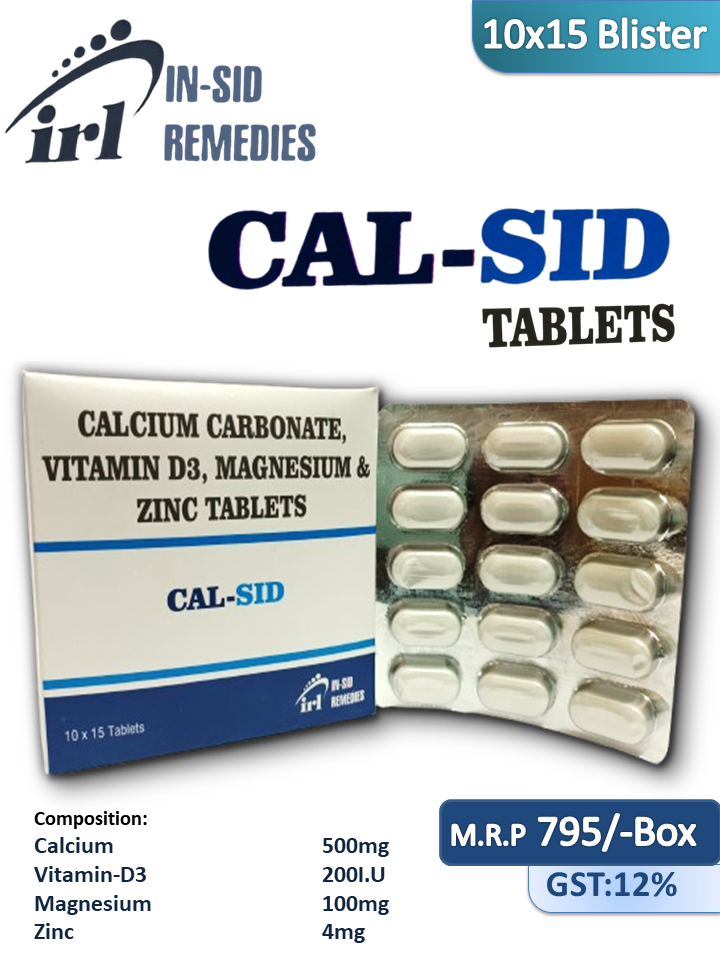 10x15 Blister
irl
IN-SID
REMEDIES
CAL-SID
TABLETS
CALCIUM CARBONATE,
VITAMIN D3, MAGNESIUM &
ZINC TABLETS
CAL-SID
irl
IN-SID
REMEDIES
10 x 15 Tablets
Composition:
Calcium 500mg
Vitamin-D3 200I.U
Magnesium 100mg
Zinc 4mg
M.R.P 795/-Box
GST:12%